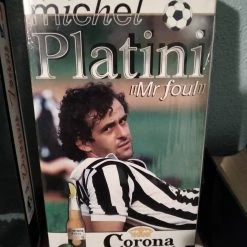 michel
Platini
"Mr foul"
Corona